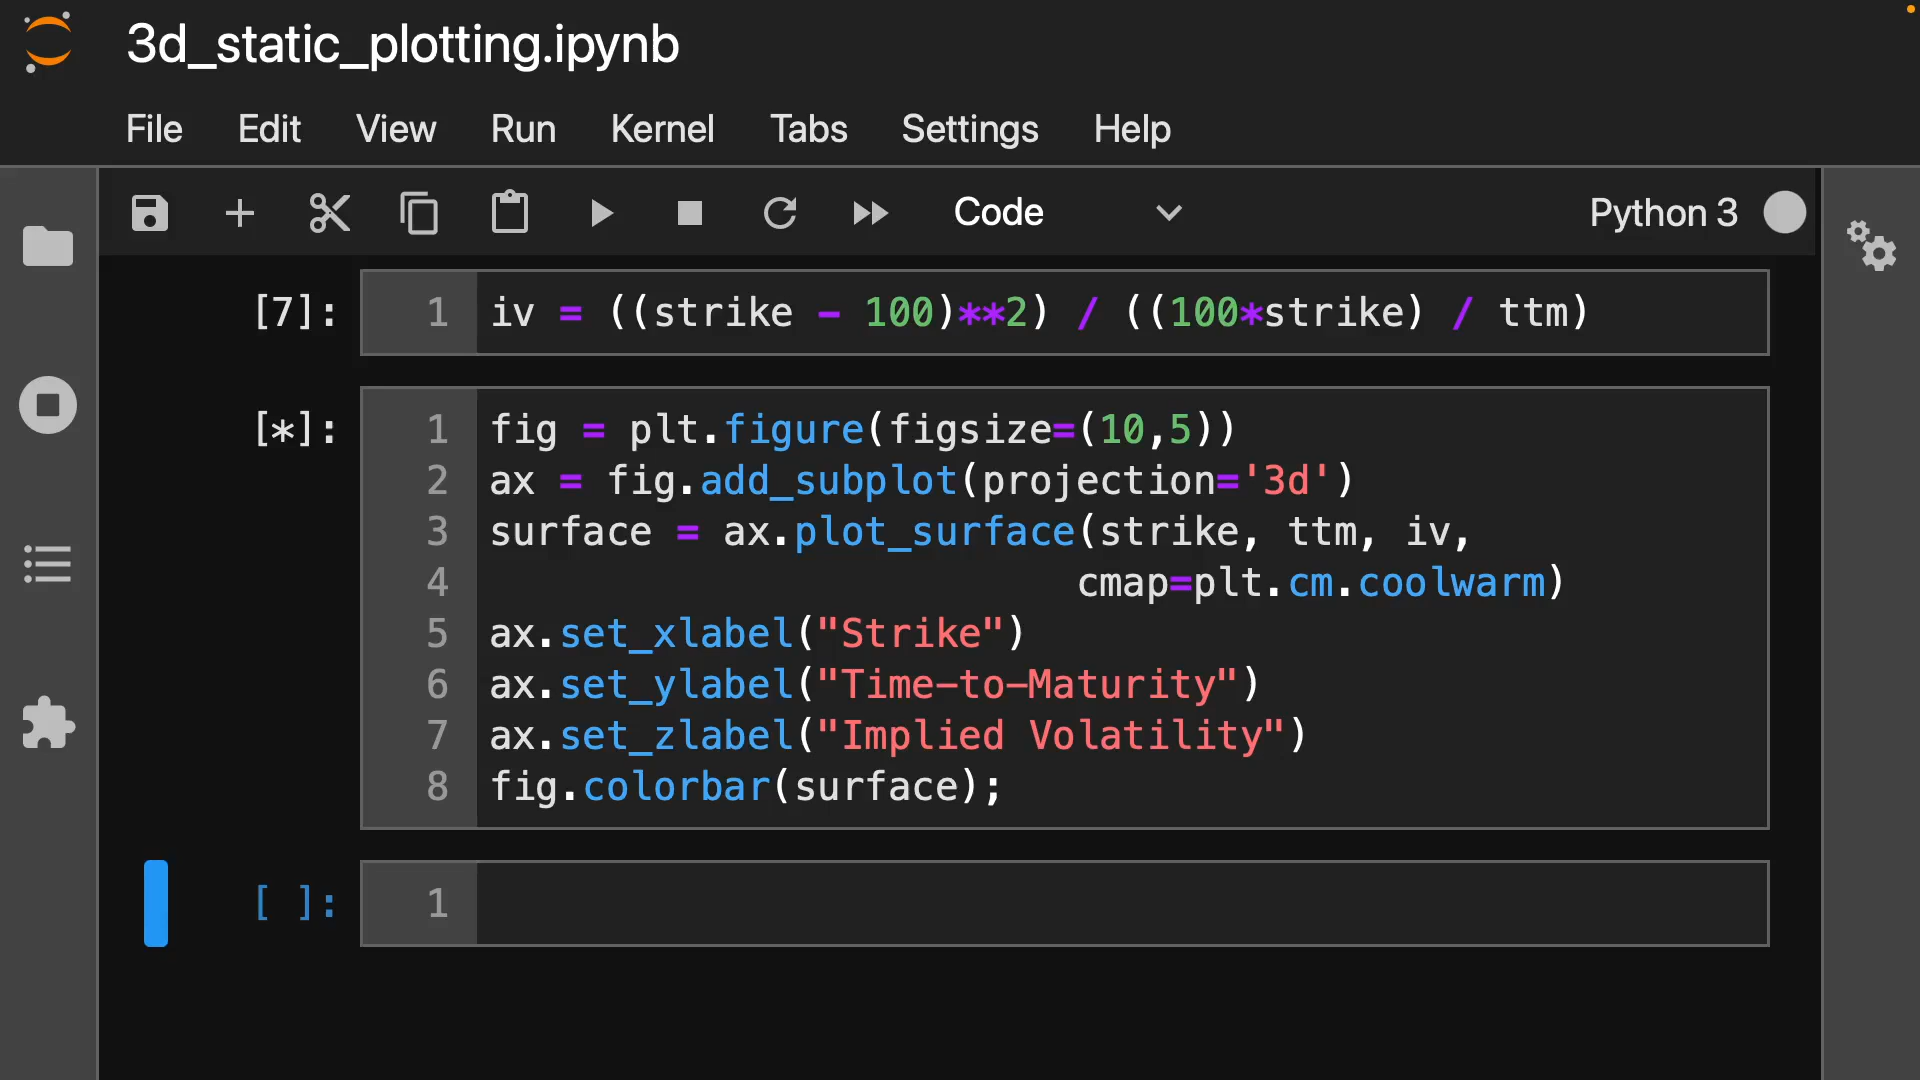 3d_static_plotting.ipynb
File Edit View Run Kernel Tabs Settings Help
Code Python 3
[7]: 1 iv = ((strike - 100)**2) / ((100*strike) / ttm)
[*]: 1 fig = plt.figure(figsize=(10,5))
2 ax = fig.add_subplot(projection='3d')
3 surface = ax.plot_surface(strike, ttm, iv,
4 cmap=plt.cm.coolwarm)
5 ax.set_xlabel("Strike")
6 ax.set_ylabel("Time-to-Maturity")
7 ax.set_zlabel("Implied Volatility")
8 fig.colorbar(surface);
[ ]: 1